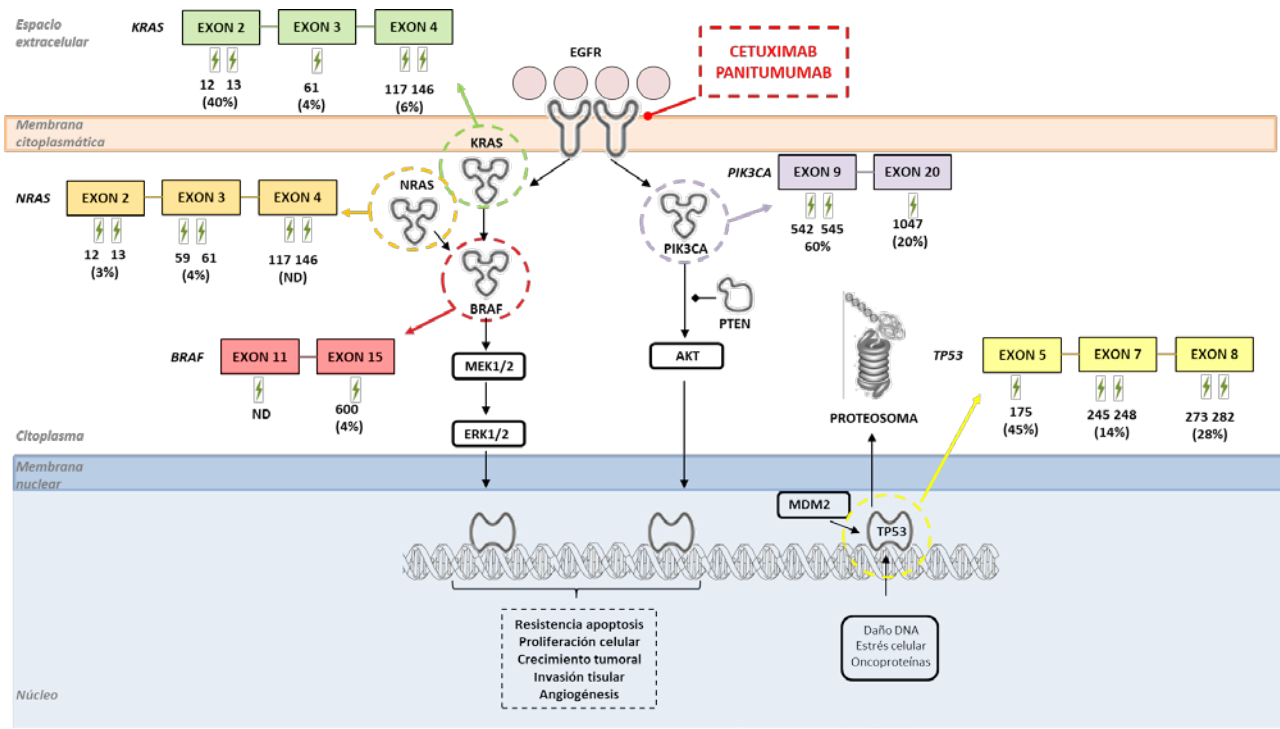 Espacio
extracelular
KRAS
EXON 2
EXON 3
EXON 4
12 13
(40%)
61
(4%)
117 146
(6%)
EGFR
CETUXIMAB
PANITUMUMAB
Membrana
citoplasmática
KRAS
NRAS
NRAS
EXON 2
EXON 3
EXON 4
12 13
(3%)
59 61
(4%)
117 146
(ND)
PIK3CA
EXON 9
EXON 20
542 545
60%
1047
(20%)
PIK3CA
BRAF
PTEN
BRAF
EXON 11
EXON 15
ND
600
(4%)
MEK1/2
AKT
ERK1/2
PROTEOSOMA
TP53
EXON 5
EXON 7
EXON 8
175
(45%)
245 248
(14%)
273 282
(28%)
Citoplasma
Membrana
nuclear
MDM2
TP53
Resistencia apoptosis
Proliferación celular
Crecimiento tumoral
Invasión tisular
Angiogénesis
Daño DNA
Estrés celular
Oncoproteínas
Núcleo